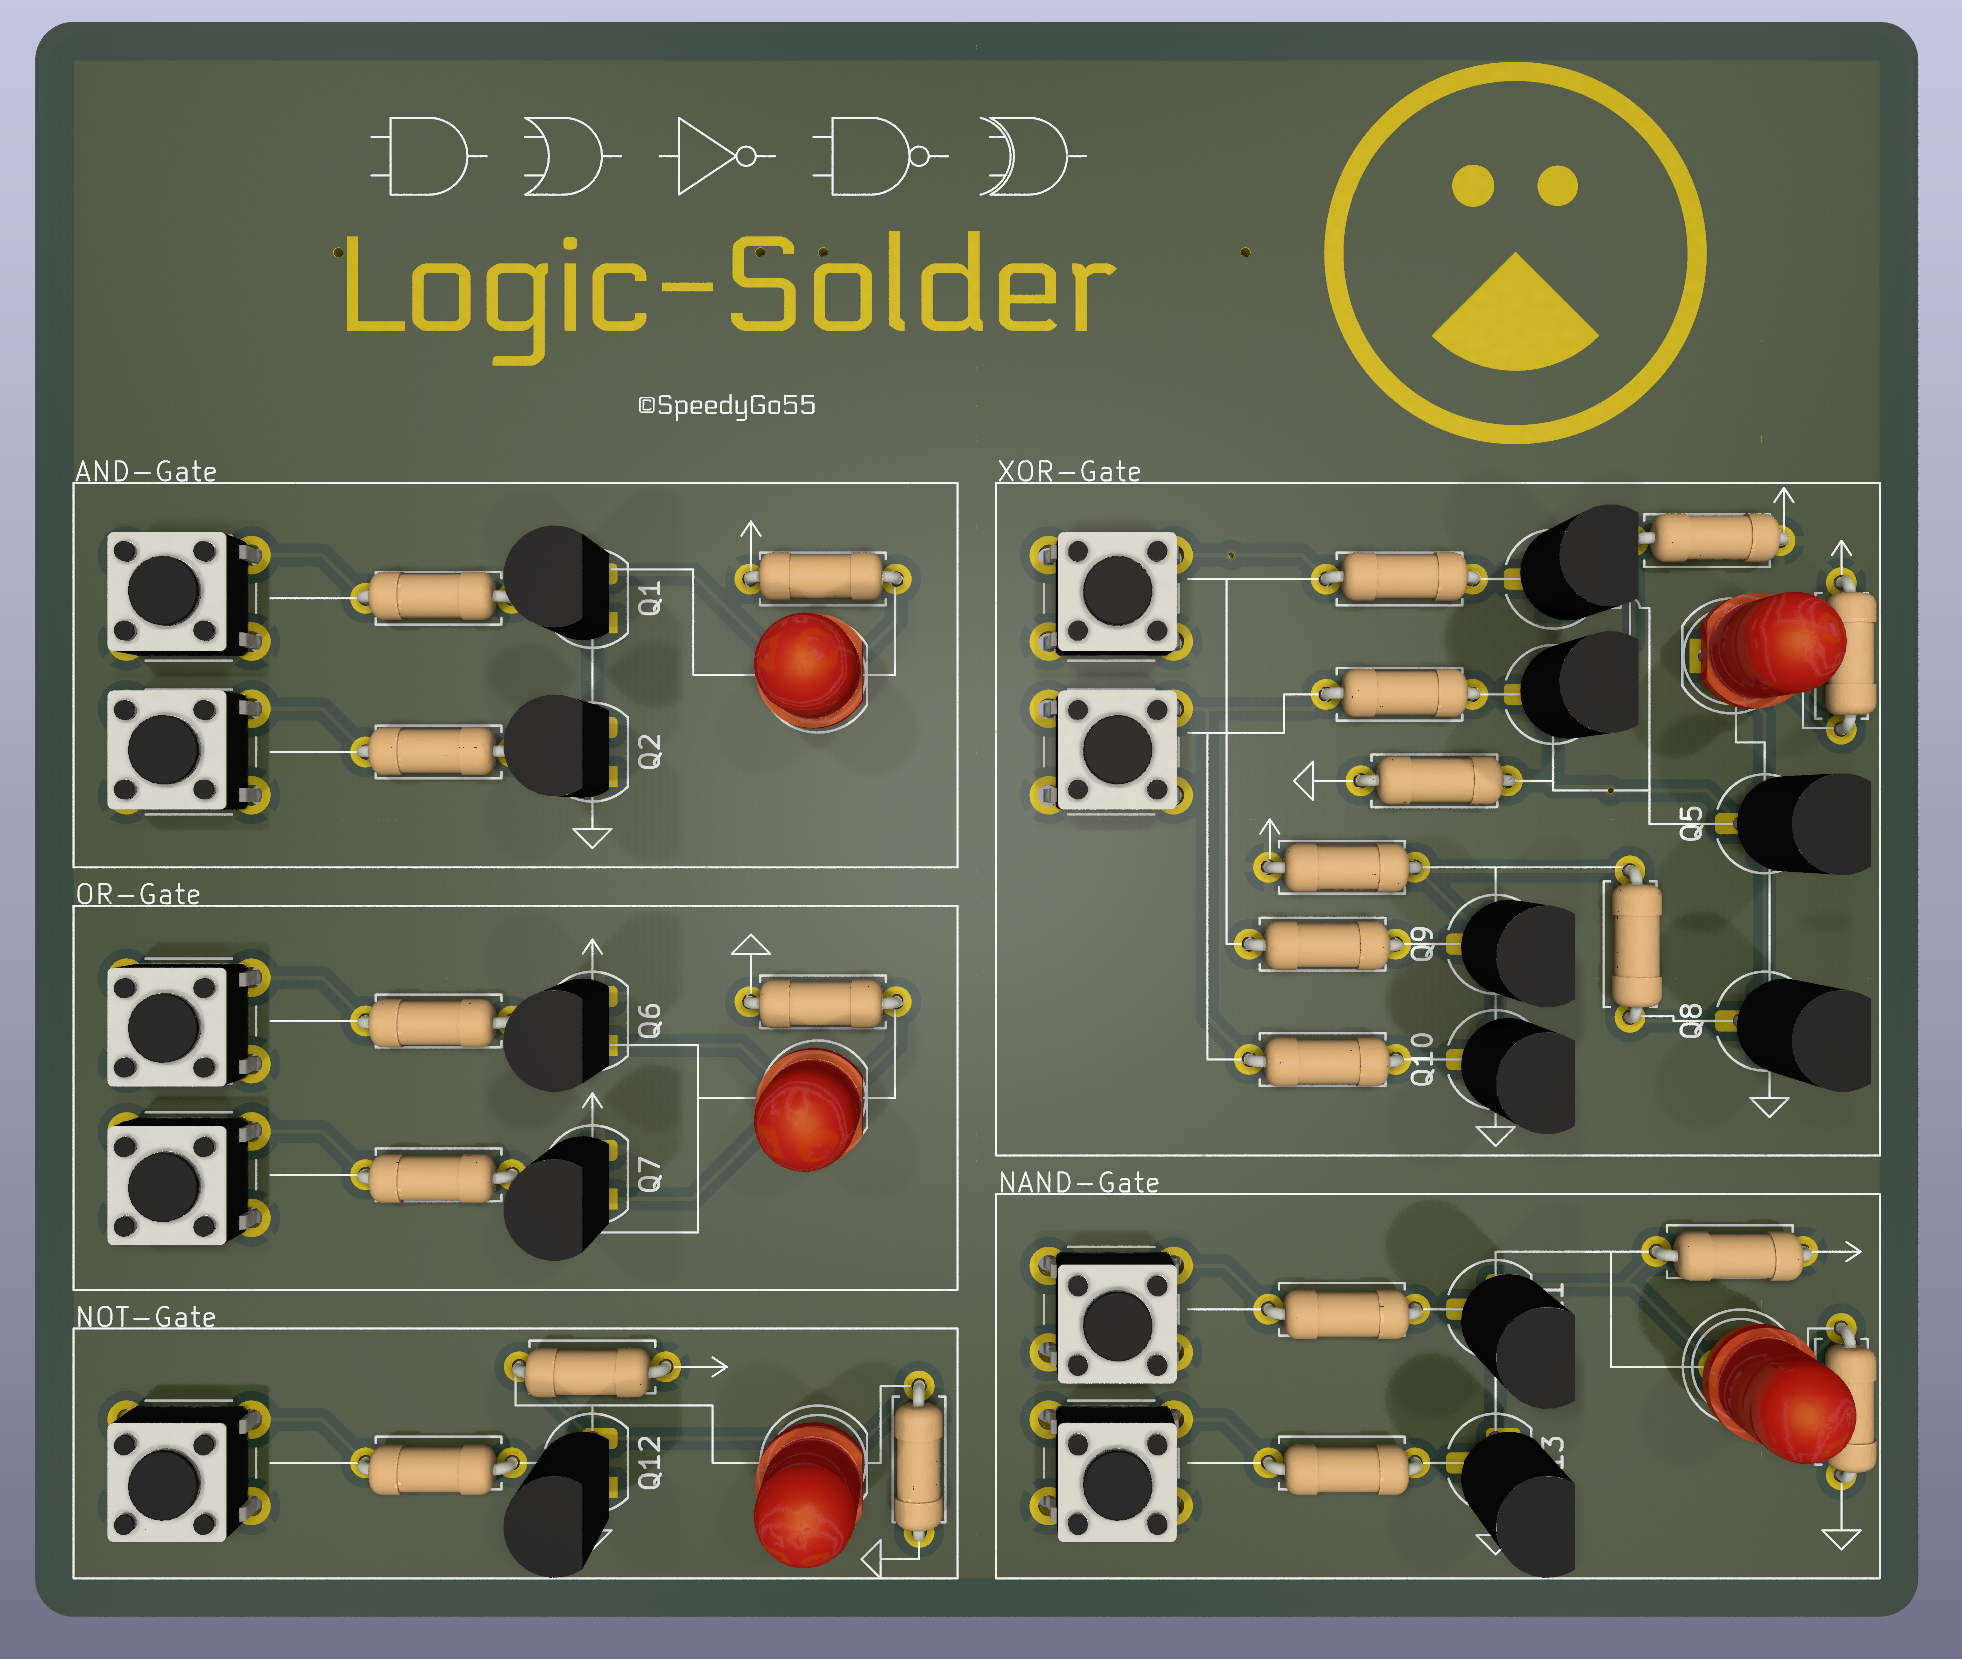 Logic-Solder
©SpeedyGo55
AND-Gate
XOR-Gate
Q1
Q2
Q5
OR-Gate
Q9
Q6
Q8
Q10
Q7
NAND-Gate
NOT-Gate
Q12